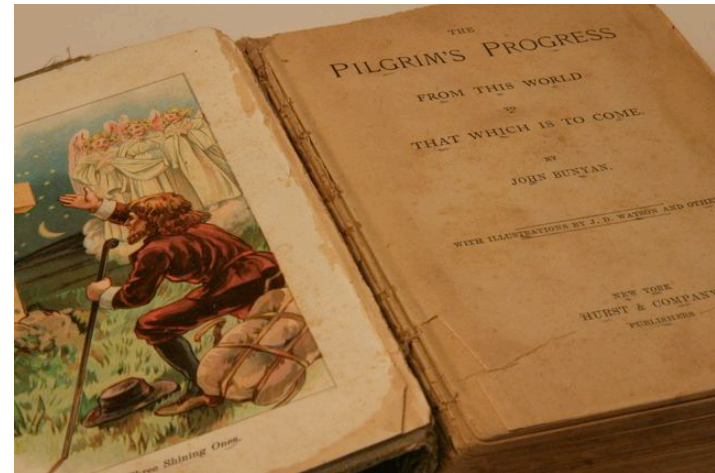 Three Shining Ones.
THE
PILGRIM'S PROGRESS
FROM THIS WORLD
TO
THAT WHICH IS TO COME.
BY
JOHN BUNYAN.
WITH ILLUSTRATIONS BY J. D. WATSON AND
NEW YORK
HURST & COMPANY
PUBLISHERS